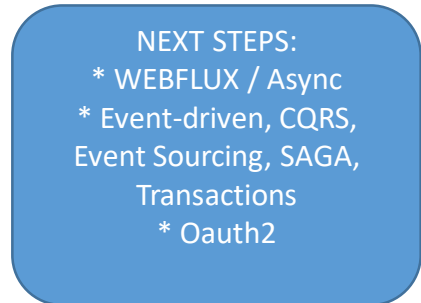 NEXT STEPS:
* WEBFLUX / Async
* Event-driven, CQRS,
Event Sourcing, SAGA,
Transactions
* Oauth2